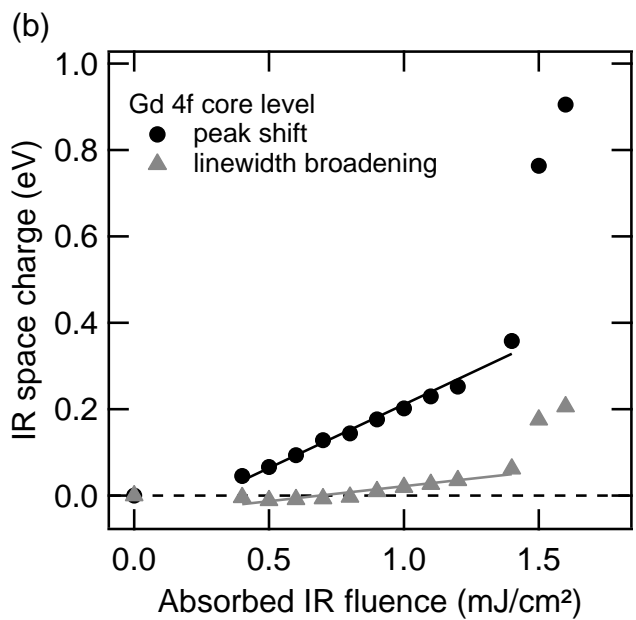 (b)
1.0
Gd 4f core level
peak shift
0.8
linewidth broadening
0.6
IR space charge (eV)
0.4
0.2
0.0
0.0 0.5 1.0 1.5
Absorbed IR fluence (mJ/cm²)